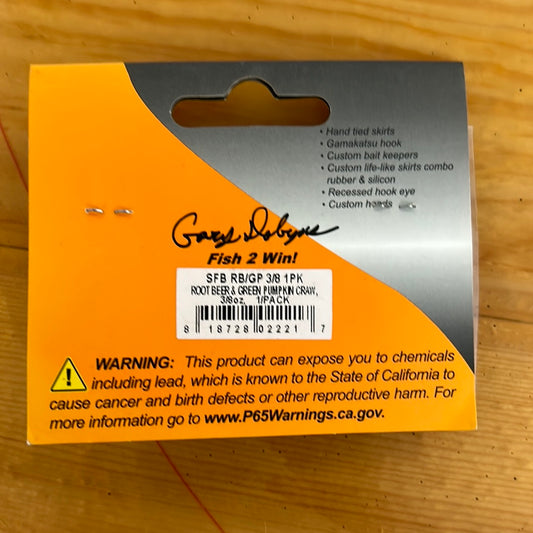 • Hand tied skirts
• Gamakatsu hook
• Custom bait keepers
• Custom life-like skirts combo
rubber & silicon
• Recessed hook eye
• Custom heads
Gary Dobyns
Fish 2 Win!
SFB RB/GP 3/8 1PK
ROOT BEER & GREEN PUMPKIN CRAW,
3/8oz, 1/PACK
8 18728 02221 7
WARNING: This product can expose you to chemicals
including lead, which is known to the State of California to
cause cancer and birth defects or other reproductive harm. For
more information go to www.P65Warnings.ca.gov.